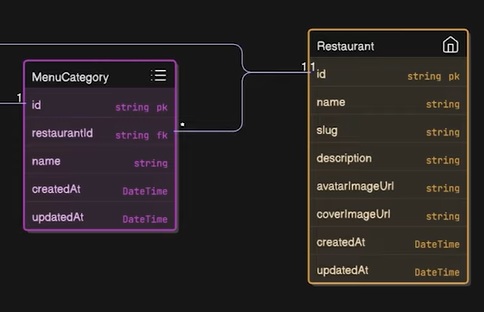 MenuCategory
1 id string pk
restaurantId string fk *
name string
createdAt DateTime
updatedAt DateTime
Restaurant
1 1 id string pk
name string
slug string
description string
avatarImageUrl string
coverImageUrl string
createdAt DateTime
updatedAt DateTime